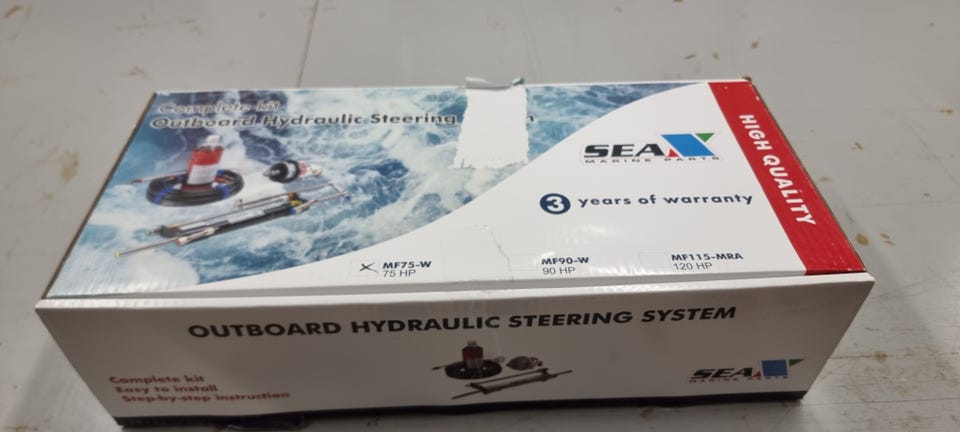 Complete kit
Outboard Hydraulic Steering
SEA
MARINE PARTS
HIGH QUALITY
3 years of warranty
MF75-W
75 HP
MF90-W
90 HP
MF115-MRA
120 HP
OUTBOARD HYDRAULIC STEERING SYSTEM
Complete kit
Easy to install
Step-by-step instruction
SEA
MARINE PARTS